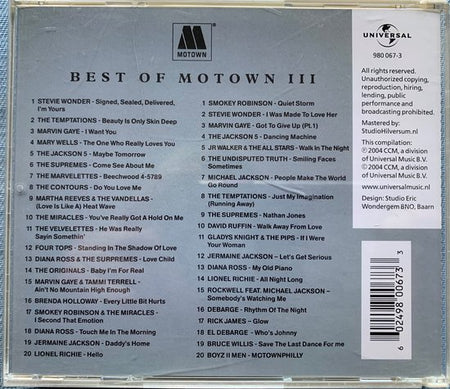 MOTOWN
BEST OF MOTOWN III
1 STEVIE WONDER - Signed, Sealed, Delivered,
I'm Yours
2 THE TEMPTATIONS - Beauty Is Only Skin Deep
3 MARVIN GAYE - I Want You
4 MARY WELLS - The One Who Really Loves You
5 THE JACKSON 5 - Maybe Tomorrow
6 THE SUPREMES - Come See About Me
7 THE MARVELETTES - Beechwood 4-5789
8 THE CONTOURS - Do You Love Me
9 MARTHA REEVES & THE VANDELLAS -
(Love Is Like A) Heat Wave
10 THE MIRACLES - You've Really Got A Hold On Me
11 THE VELVELETTES - He Was Really
Sayin Somethin'
12 FOUR TOPS - Standing In The Shadow Of Love
13 DIANA ROSS & THE SURPREMES - Love Child
14 THE ORIGINALS - Baby I'm For Real
15 MARVIN GAYE & TAMMI TERRELL -
Ain't No Mountain High Enough
16 BRENDA HOLLOWAY - Every Little Bit Hurts
17 SMOKEY ROBINSON & THE MIRACLES -
I Second That Emotion
18 DIANA ROSS - Touch Me In The Morning
19 JERMAINE JACKSON - Daddy's Home
20 LIONEL RICHIE - Hello
1 SMOKEY ROBINSON - Quiet Storm
2 STEVIE WONDER - I Was Made To Love Her
3 MARVIN GAYE - Got To Give Up (Pt.1)
4 THE JACKSON 5 - Dancing Machine
5 JR WALKER & THE ALL STARS - Walk In The Night
6 THE UNDISPUTED TRUTH - Smiling Faces
Sometimes
7 MICHAEL JACKSON - People Make The World
Go Round
8 THE TEMPTATIONS - Just My Imagination
(Running Away)
9 THE SUPREMES - Nathan Jones
10 DAVID RUFFIN - Walk Away From Love
11 GLADYS KNIGHT & THE PIPS - If I Were
Your Woman
12 JERMAINE JACKSON – Let's Get Serious
13 DIANA ROSS - My Old Piano
14 LIONEL RICHIE - All Night Long
15 ROCKWELL FEAT. MICHAEL JACKSON –
Somebody's Watching Me
16 DEBARGE - Rhythm Of The Night
17 RICK JAMES – Glow
18 EL DEBARGE - Who's Johnny
19 BRUCE WILLIS - Save The Last Dance For me
20 BOYZ II MEN - MOTOWNPHILLY
UNIVERSAL
980 067-3
All rights reserved.
Unauthorized copying,
reproduction, hiring,
lending, public
performance and
broadcasting prohibited.
Mastered by:
StudioHilversum.nl
This compilation:
℗ 2004 CCM, a division
of Universal Music B.V.
© 2004 CCM, a division
of Universal Music B.V.
www.universalmusic.nl
Design: Studio Eric
Wondergem BNO, Baarn
6 02498 00673 3